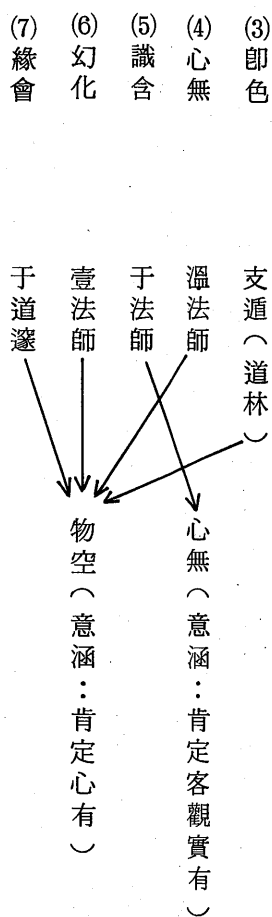 (3)即色　支遁（道林）
(4)心無　溫法師
(5)識含　于法師
(6)幻化　壹法師
(7)緣會　于道邃
心無（意涵：肯定客觀實有）
物空（意涵：肯定心有）